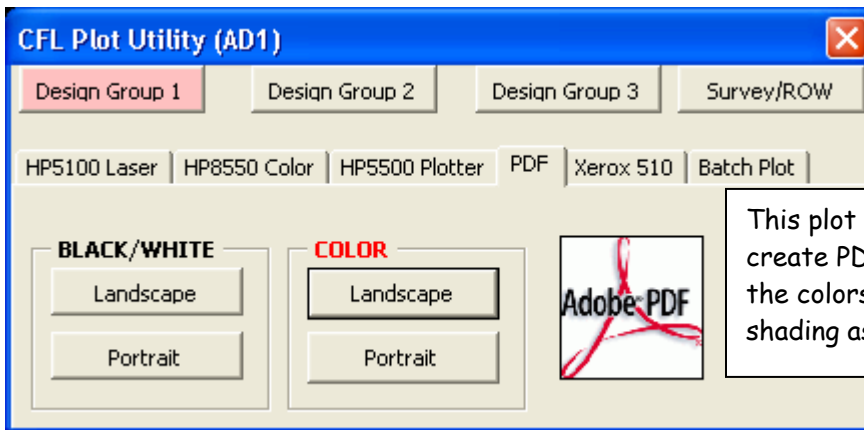 CFL Plot Utility (AD1)
Design Group 1 Design Group 2 Design Group 3 Survey/ROW
HP5100 Laser HP8550 Color HP5500 Plotter PDF Xerox 510 Batch Plot
BLACK/WHITE COLOR
Landscape Landscape
Portrait Portrait
Adobe PDF
This plot
create
the colors
shading